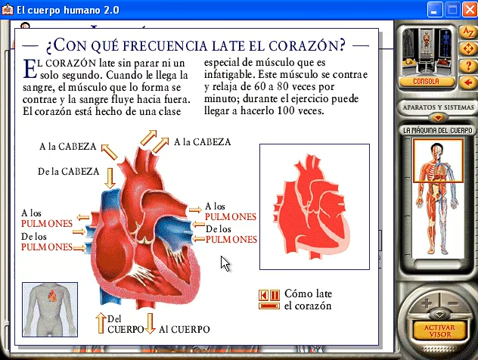 El cuerpo humano 2.0
¿CON QUÉ FRECUENCIA LATE EL CORAZÓN?
EL CORAZÓN late sin parar ni un
solo segundo. Cuando le llega la
sangre, el músculo que lo forma se
contrae y la sangre fluye hacia fuera.
El corazón está hecho de una clase
especial de músculo que es
infatigable. Este músculo se contrae
y relaja de 60 a 80 veces por
minuto; durante el ejercicio puede
llegar a hacerlo 100 veces.
A la CABEZA
A la CABEZA
De la CABEZA
A los
PULMONES
De los
PULMONES
A los
PULMONES
De los
PULMONES
Del
CUERPO
Al CUERPO
Cómo late
el corazón
A-Z
?
CONSOLA
APARATOS Y SISTEMAS
LA MÁQUINA DEL CUERPO
ACTIVAR
VISOR